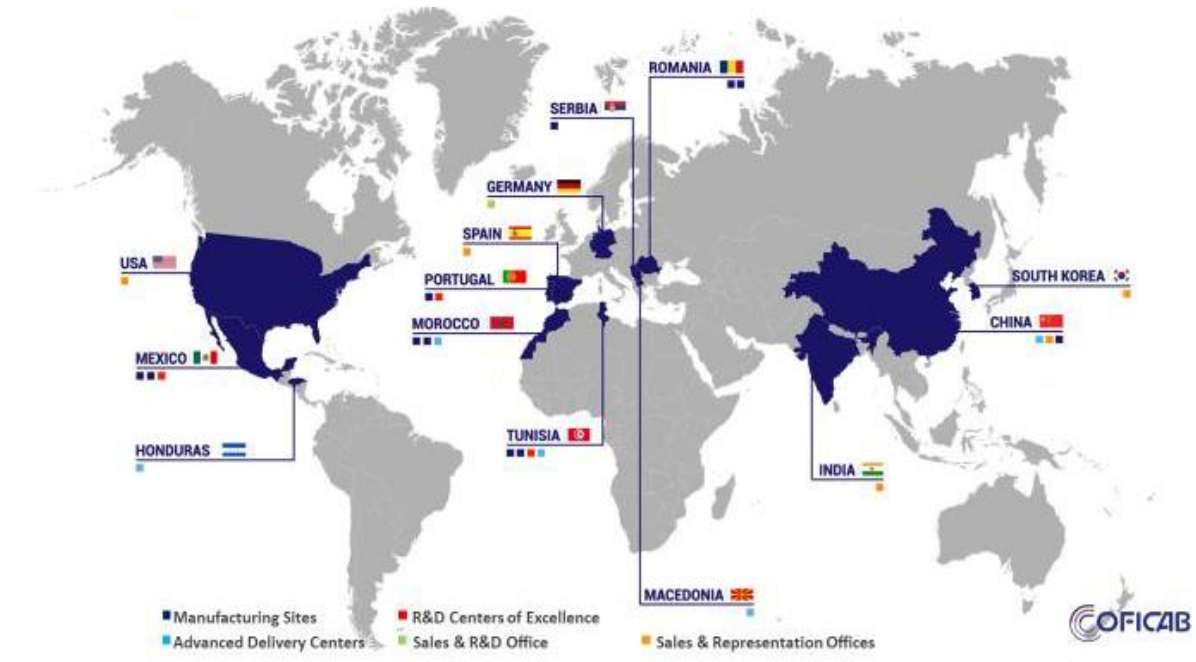 ROMANIA
SERBIA
GERMANY
SPAIN
USA
PORTUGAL
SOUTH KOREA
MOROCCO
CHINA
MEXICO
TUNISIA
HONDURAS
INDIA
MACEDONIA
Manufacturing Sites
R&D Centers of Excellence
Advanced Delivery Centers
Sales & R&D Office
Sales & Representation Offices
COFICAB